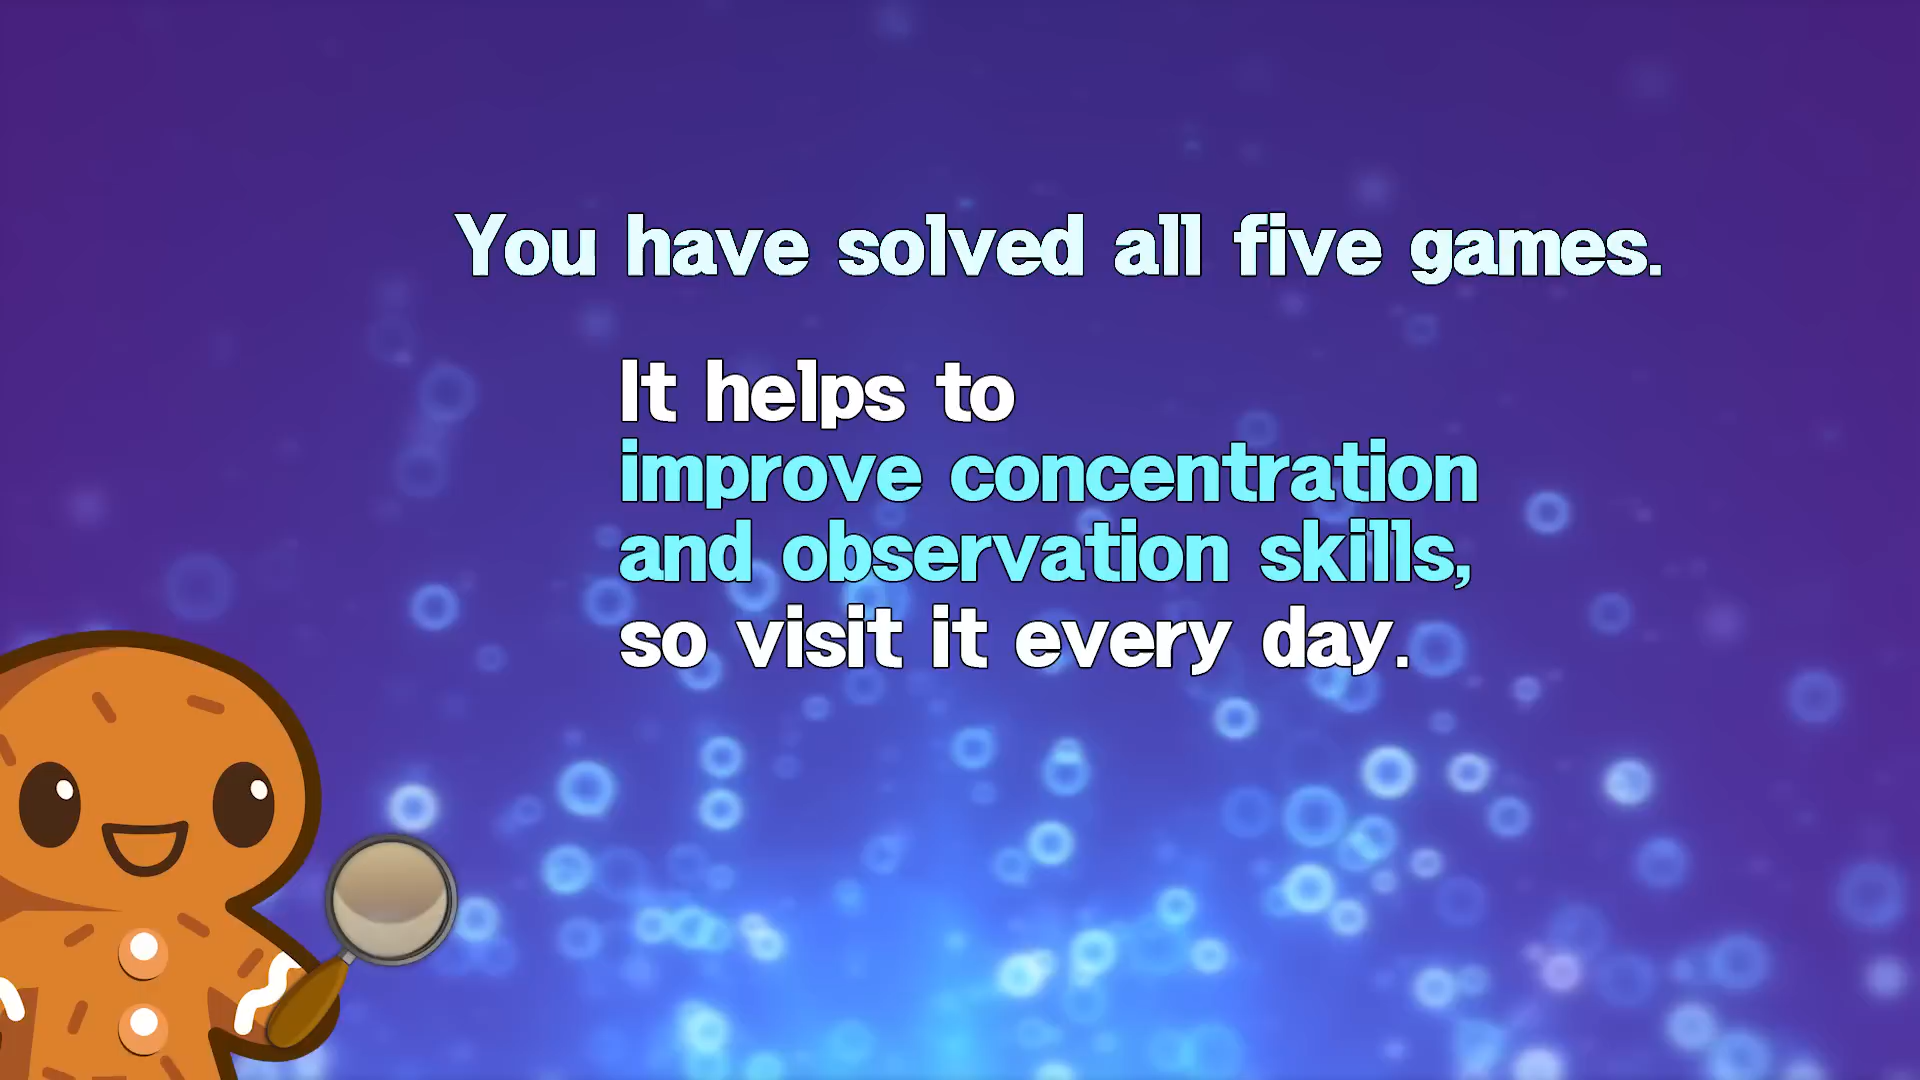 You have solved all five games.
It helps to
improve concentration
and observation skills,
so visit it every day.